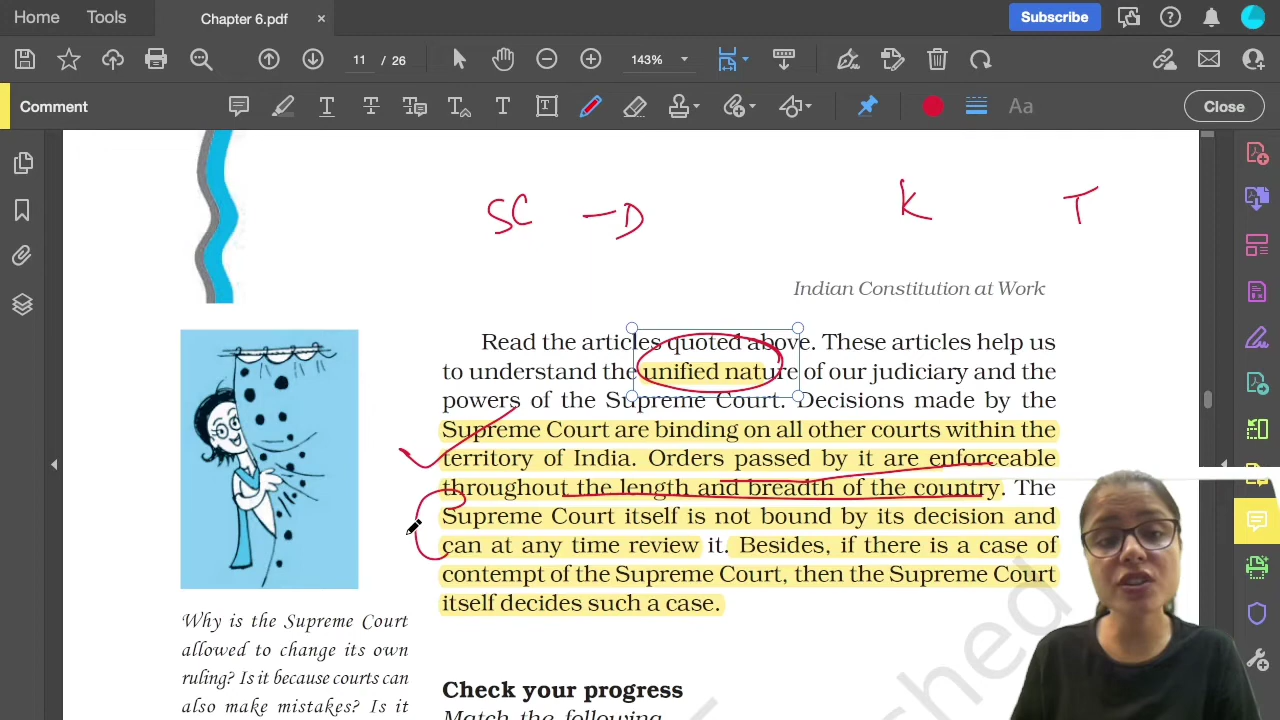 Home Tools Chapter 6.pdf × Subscribe
11 / 26 143%
Comment Close
SC – D K T
Indian Constitution at Work
Read the articles quoted above. These articles help us
to understand the unified nature of our judiciary and the
powers of the Supreme Court. Decisions made by the
Supreme Court are binding on all other courts within the
territory of India. Orders passed by it are enforceable
throughout the length and breadth of the country. The
Supreme Court itself is not bound by its decision and
can at any time review it. Besides, if there is a case of
contempt of the Supreme Court, then the Supreme Court
itself decides such a case.
Why is the Supreme Court
allowed to change its own
ruling? Is it because courts can
also make mistakes? Is it
Check your progress
Match the following